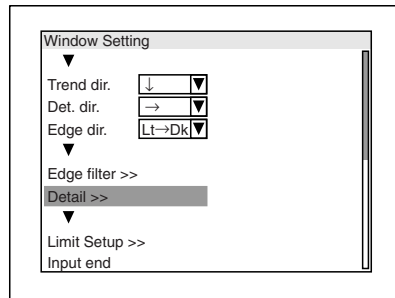 Window Setting
▼
Trend dir. ↓ ▼
Det. dir. → ▼
Edge dir. Lt→Dk ▼
▼
Edge filter >>
Detail >>
▼
Limit Setup >>
Input end